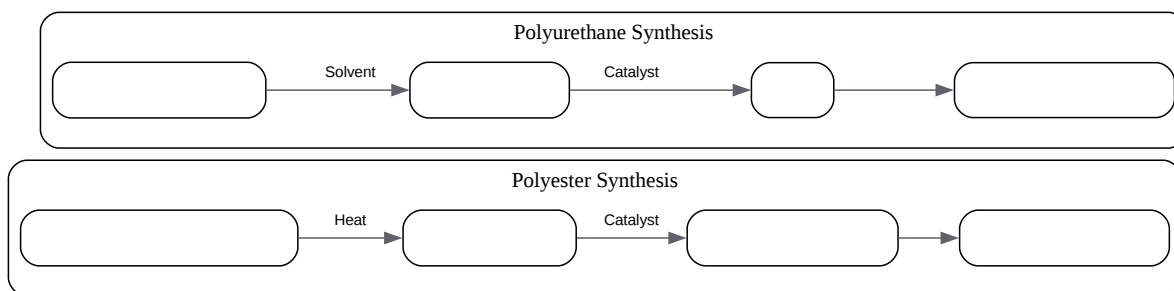 Polyurethane Synthesis
Solvent
Catalyst
Polyester Synthesis
Heat
Catalyst